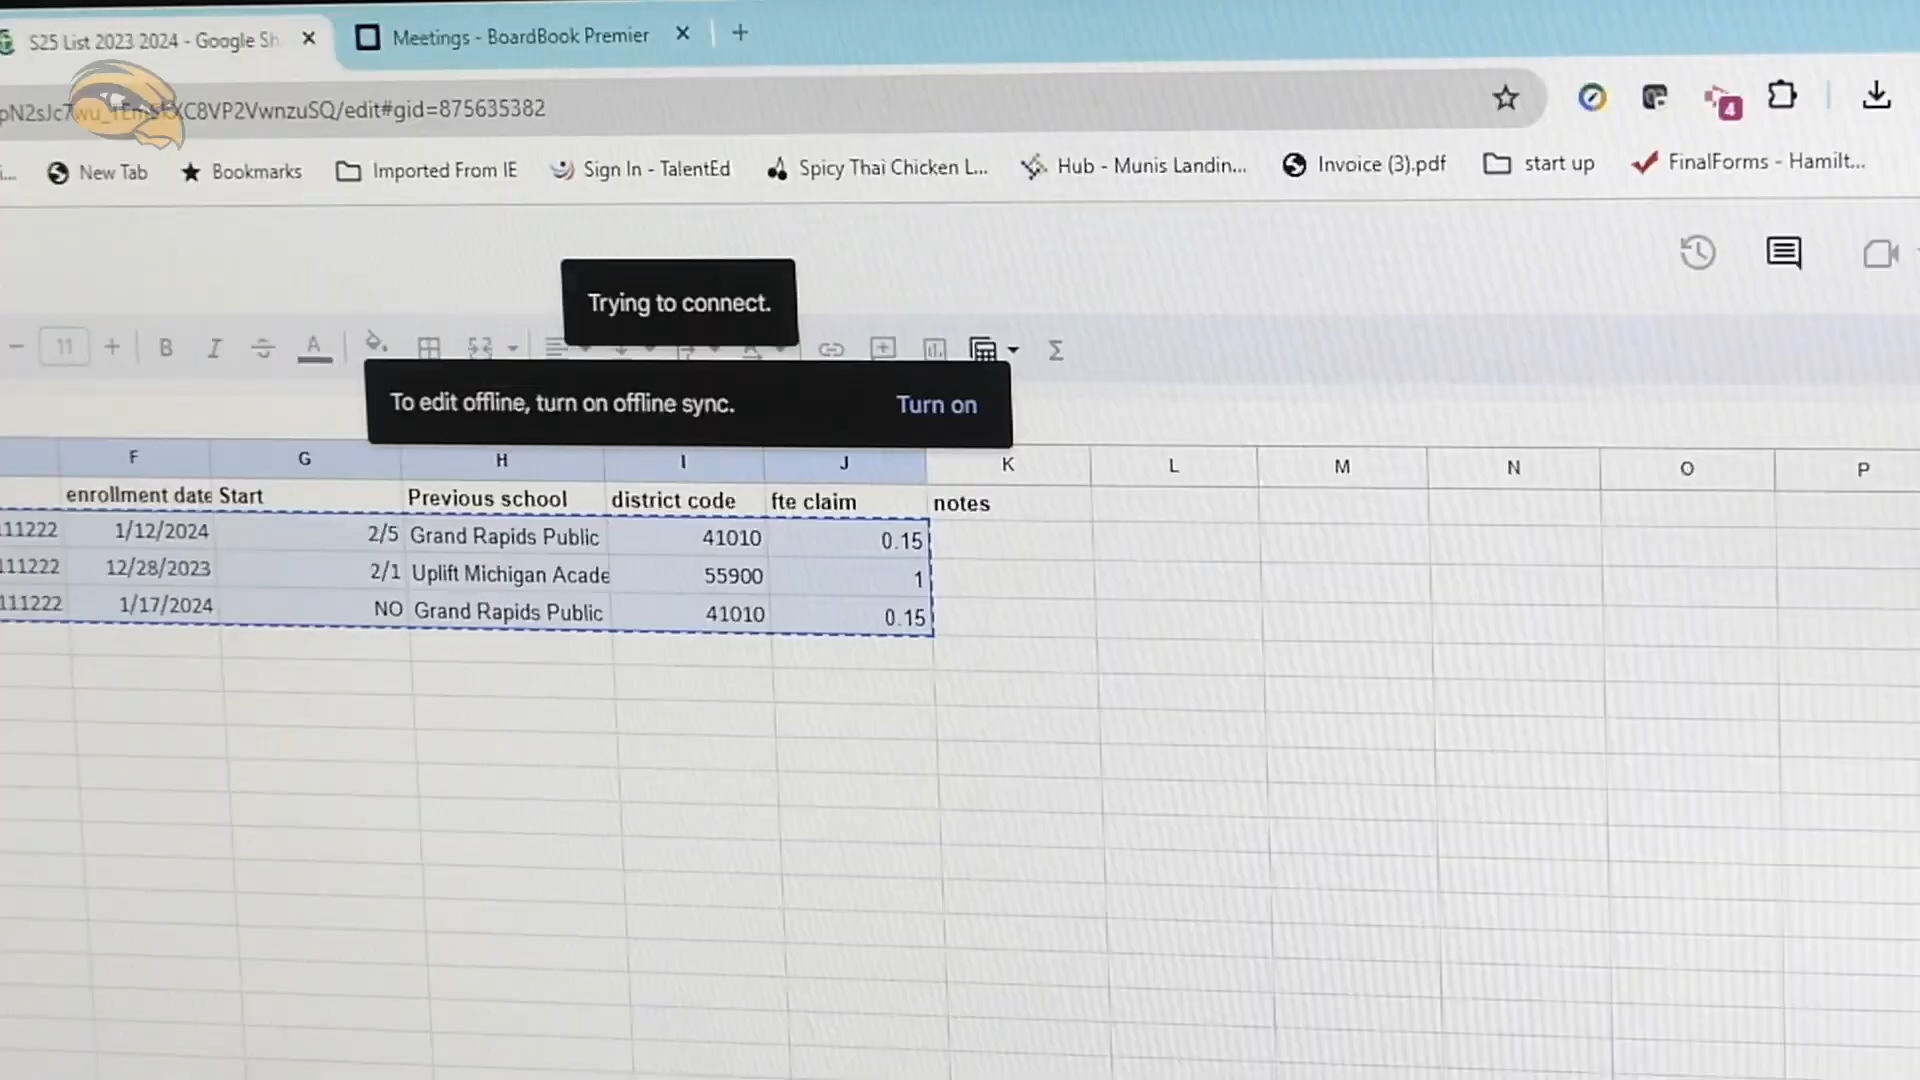 S25 List 2023 2024 - Google Sh
Meetings - BoardBook Premier
C8VP2VwnzuSQ/edit#gid=875635382
4
New Tab
Bookmarks
Imported From IE
Sign In - TalentEd
Spicy Thai Chicken L...
Hub - Munis Landin...
Invoice (3).pdf
start up
FinalForms - Hamilt...
Trying to connect.
11
B I A Σ
To edit offline, turn on offline sync. Turn on
F G H I J K L M N O P
enrollment date Start Previous school district code fte claim notes
111222 1/12/2024 2/5 Grand Rapids Public 41010 0.15
111222 12/28/2023 2/1 Uplift Michigan Acade 55900 1
111222 1/17/2024 NO Grand Rapids Public 41010 0.15